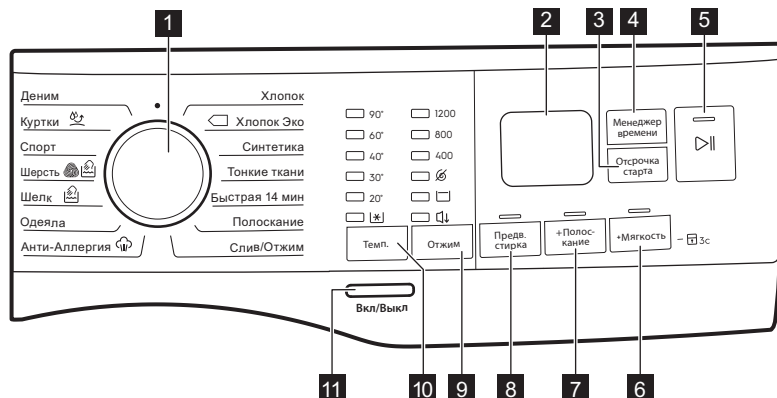 1
2
3
4
5
Деним
Куртки
Спорт
Шерсть
Шелк
Одеяла
Анти-Аллергия
Хлопок
Хлопок Эко
Синтетика
Тонкие ткани
Быстрая 14 мин
Полоскание
Слив/Отжим
90° 1200
60° 800
40° 400
30°
20°
Темп.
Отжим
Менеджер
времени
Отсрочка
старта
Предв.
стирка
+Полос-
кание
+Мягкость
– 3с
Вкл/Выкл
11
10
9
8
7
6